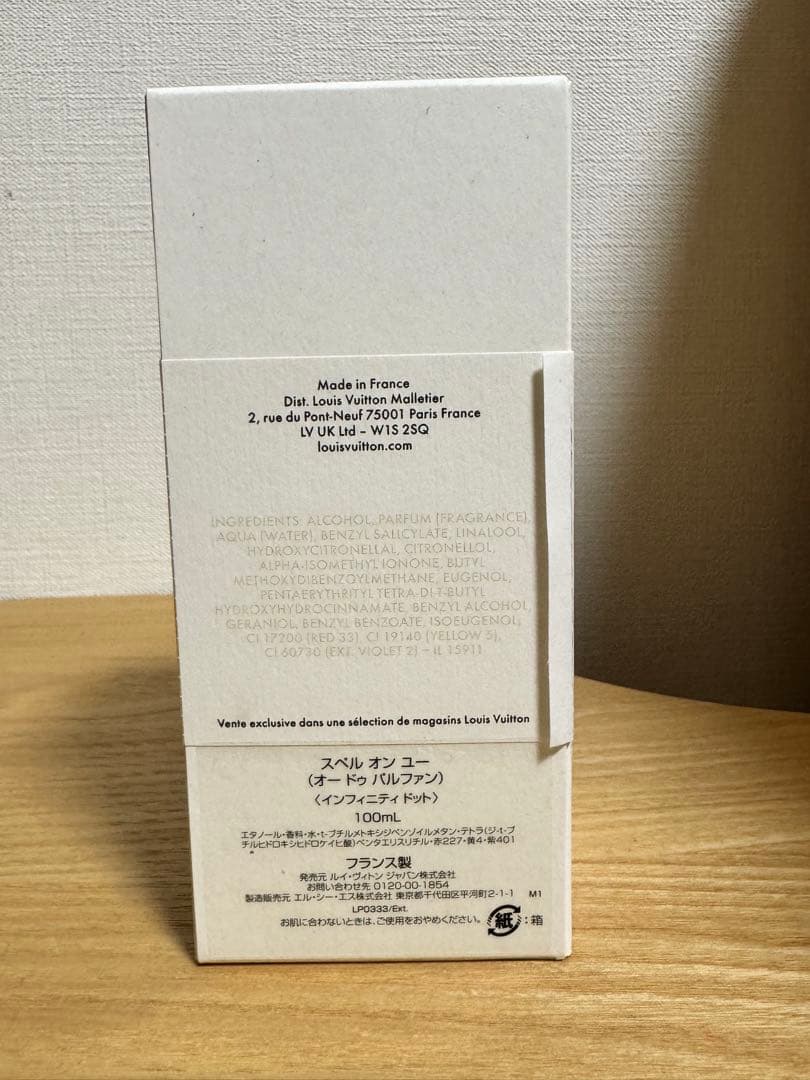 Made in France
Dist. Louis Vuitton Malletier
2, rue du Pont-Neuf 75001 Paris France
LV UK Ltd – W1S 2SQ
louisvuitton.com
INGREDIENTS: ALCOHOL, PARFUM (FRAGRANCE),
AQUA (WATER), BENZYL SALICYLATE, LINALOOL,
HYDROXYCITRONELLAL, CITRONELLOL,
ALPHA-ISOMETHYL IONONE, BUTYL
METHOXYDIBENZOYLMETHANE, EUGENOL,
PENTAERYTHRITYL TETRA-DI-T-BUTYL
HYDROXYHYDROCINNAMATE, BENZYL ALCOHOL,
GERANIOL, BENZYL BENZOATE, ISOEUGENOL,
CI 17200 (RED 33), CI 19140 (YELLOW 5),
CI 60730 (EXT. VIOLET 2) – IL 15911
Vente exclusive dans une sélection de magasins Louis Vuitton
スペル オン ユー
(オー ドゥ パルファン)
〈インフィニティ ドット〉
100mL
エタノール・香料・水・t-ブチルメトキシジベンゾイルメタン・テトラ(ジ-t-ブ
チルヒドロキシヒドロケイヒ酸)ペンタエリスリチル・赤227・黄4・紫401
フランス製
発売元 ルイ・ヴィトン ジャパン株式会社
お問い合わせ先 0120-00-1854
製造販売元 エル・シー・エス株式会社 東京都千代田区平河町2-1-1 M1
LP0333/Ext.
お肌に合わないときは、ご使用をおやめください。 紙:箱